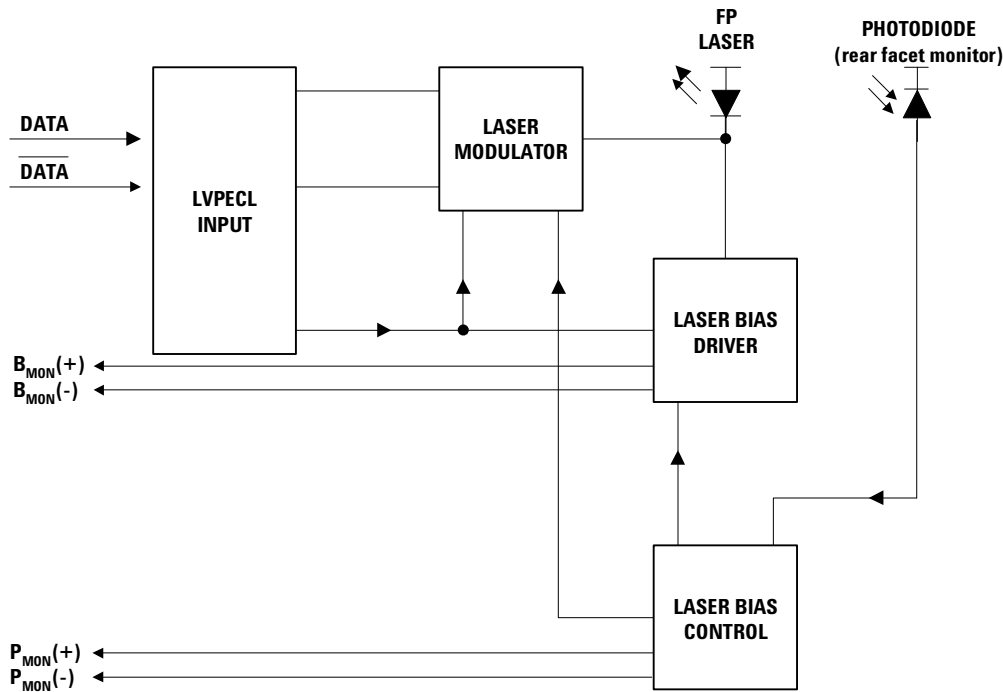 FP
LASER
PHOTODIODE
(rear facet monitor)
DATA
DATA
LVPECL
INPUT
LASER
MODULATOR
LASER BIAS
DRIVER
BMON(+)
BMON(-)
LASER BIAS
CONTROL
PMON(+)
PMON(-)